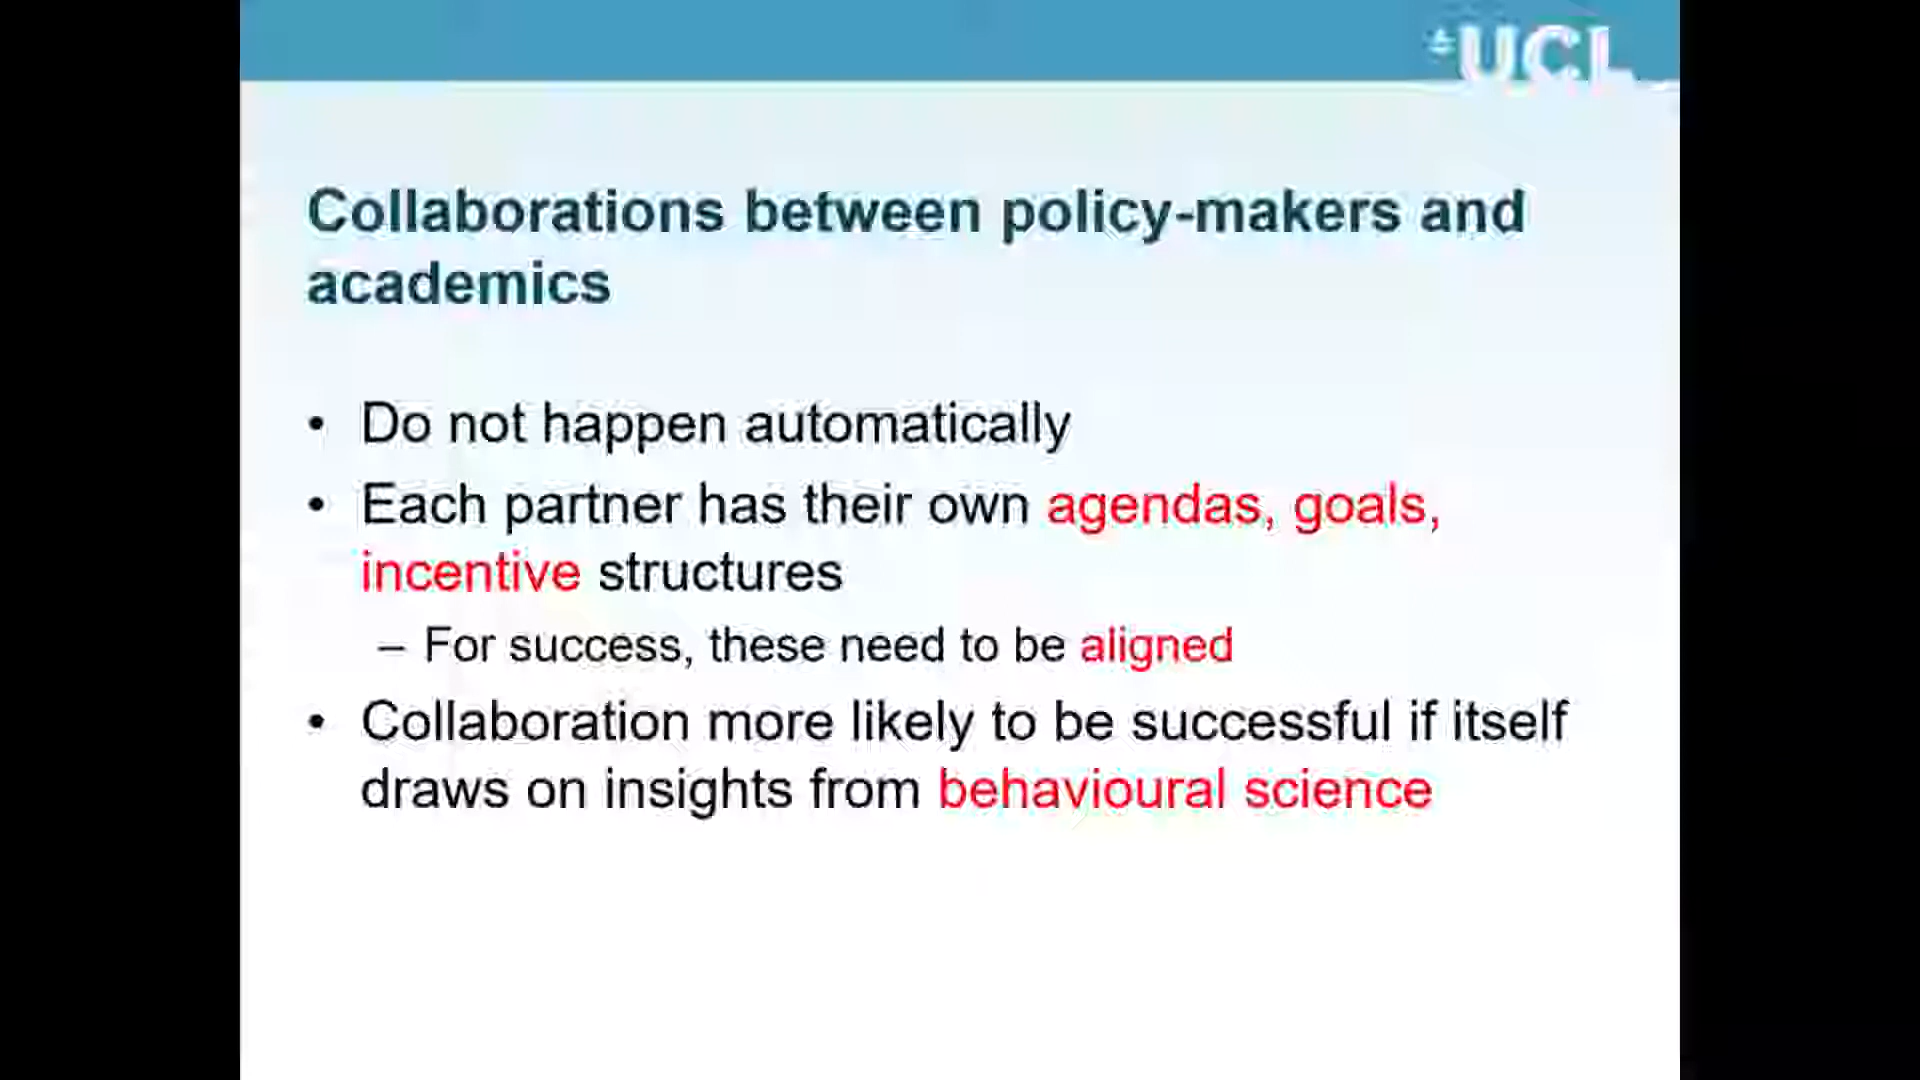 UCL
Collaborations between policy-makers and
academics
• Do not happen automatically
• Each partner has their own agendas, goals,
incentive structures
– For success, these need to be aligned
• Collaboration more likely to be successful if itself
draws on insights from behavioural science